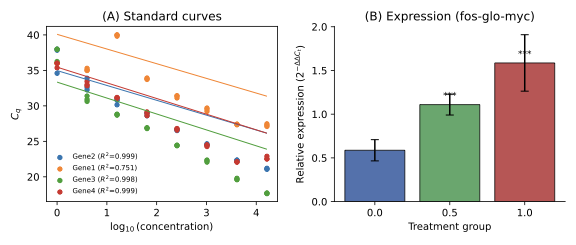 (A) Standard curves
C_q
40
35
30
25
20
Gene2 (R²=0.999)
Gene1 (R²=0.751)
Gene3 (R²=0.998)
Gene4 (R²=0.999)
0 1 2 3 4
log₁₀(concentration)
(B) Expression (fos-glo-myc)
Relative expression (2^−ΔΔCₜ)
2.0
1.5
1.0
0.5
0.0
***
***
0.0 0.5 1.0
Treatment group